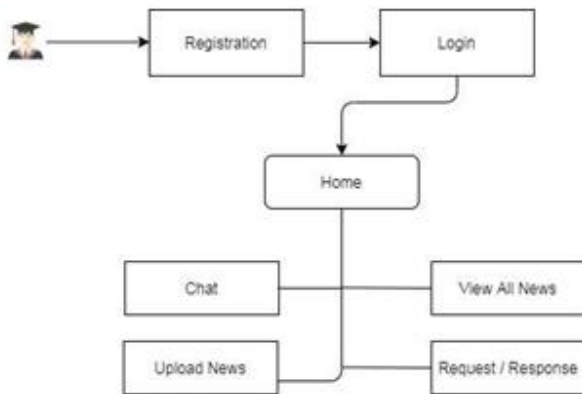 Registration
Login
Home
Chat
View All News
Upload News
Request / Response